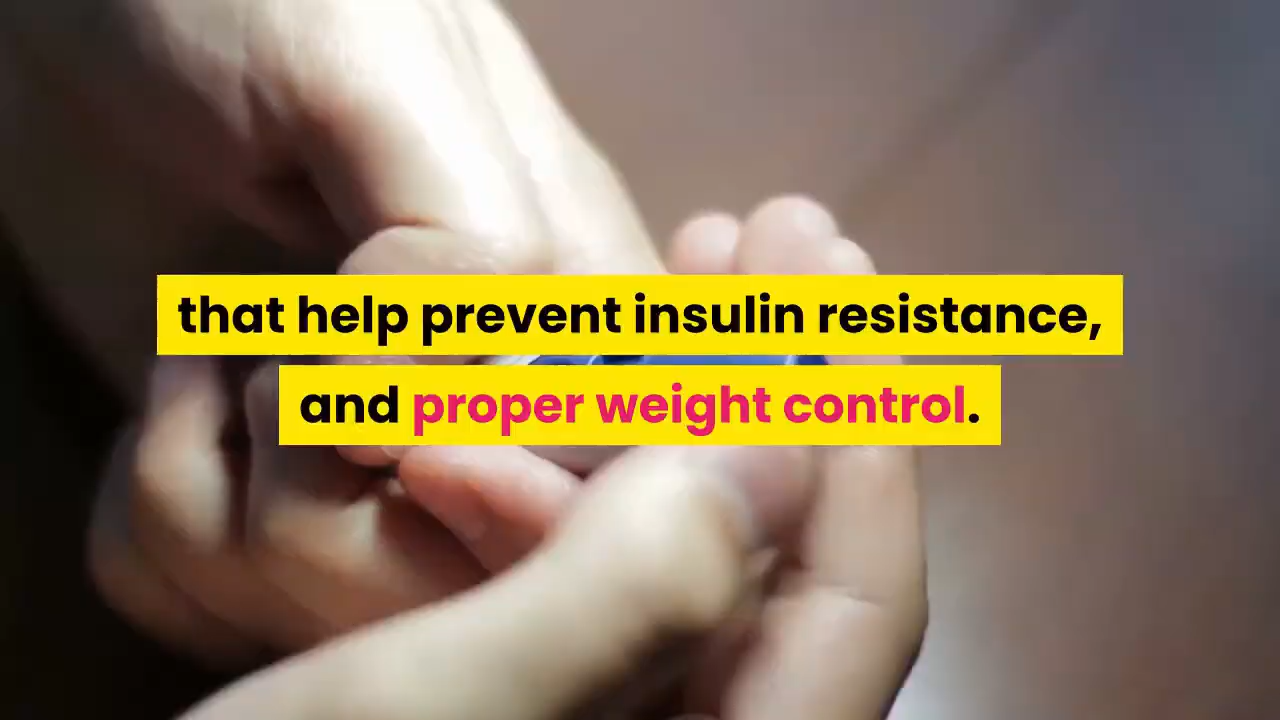 that help prevent insulin resistance,
and proper weight control.